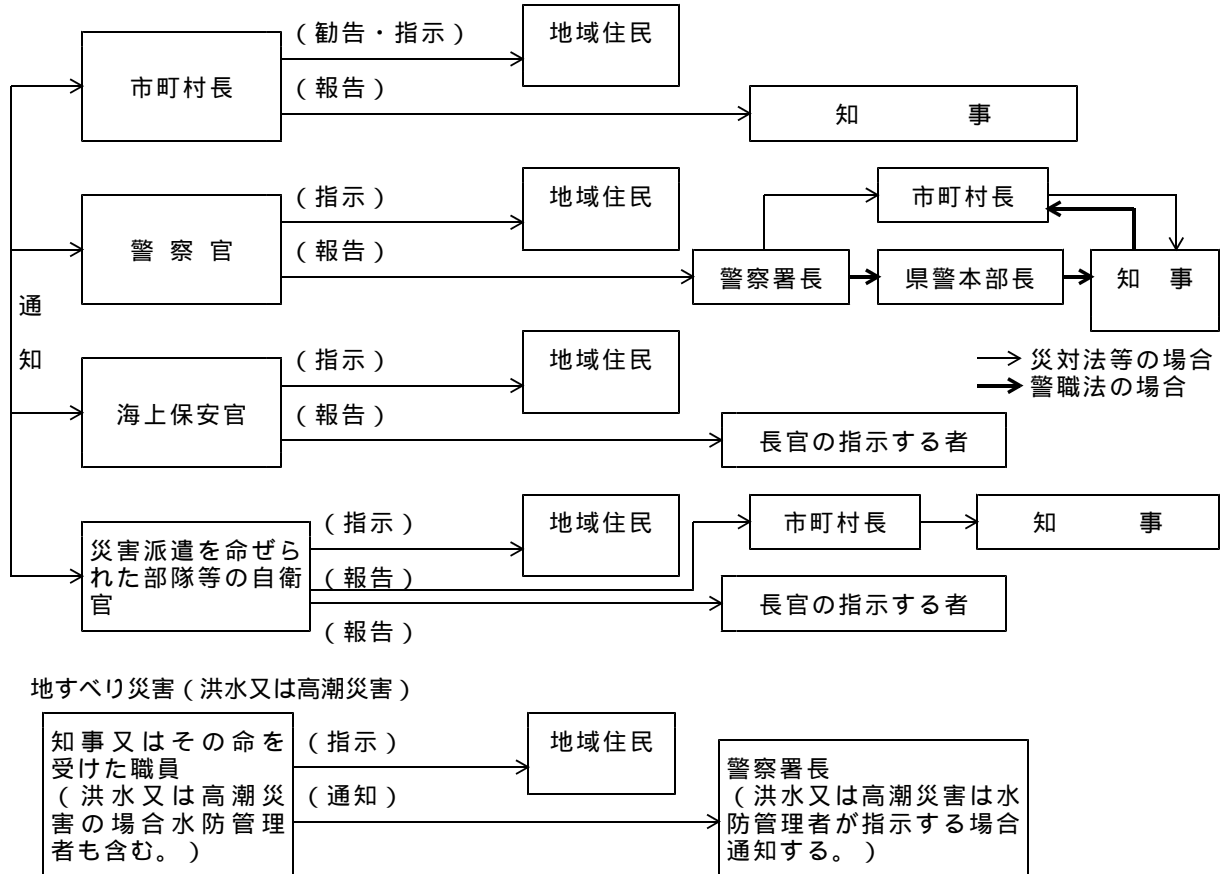 （勧告・指示）
地域住民
市町村長
（報告）
知　事
（指示）
地域住民
市町村長
警察官
（報告）
警察署長
県警本部長
知　事
通知
（指示）
地域住民
→ 災対法等の場合
→ 警職法の場合
海上保安官
（報告）
長官の指示する者
（指示）
地域住民
市町村長
知　事
災害派遣を命ぜら
れた部隊等の自衛
官
（報告）
長官の指示する者
（報告）
地すべり災害（洪水又は高潮災害）
知事又はその命を
受けた職員
（洪水又は高潮災
害の場合水防管理
者も含む。）
（指示）
地域住民
（通知）
警察署長
（洪水又は高潮災害は水
防管理者が指示する場合
通知する。）